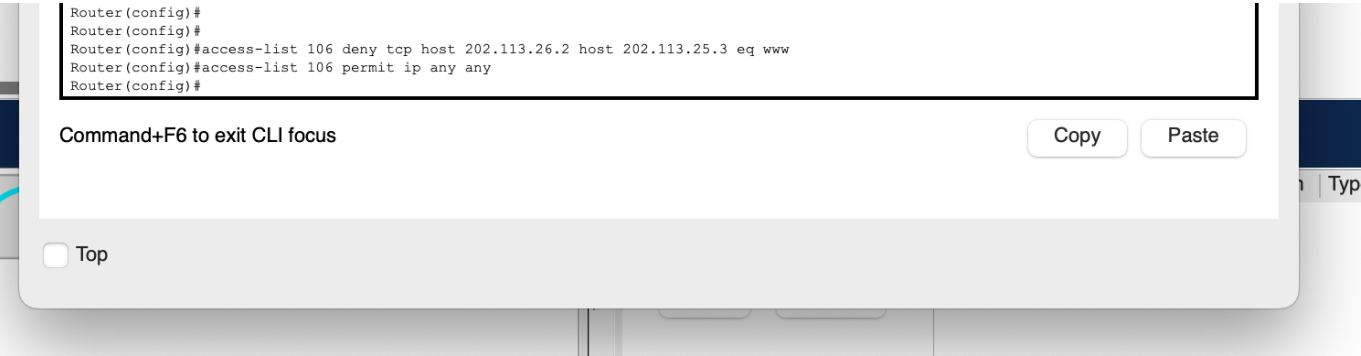 Router(config)#
Router(config)#
Router(config)#access-list 106 deny tcp host 202.113.26.2 host 202.113.25.3 eq www
Router(config)#access-list 106 permit ip any any
Router(config)#
Command+F6 to exit CLI focus
Copy
Paste
Top